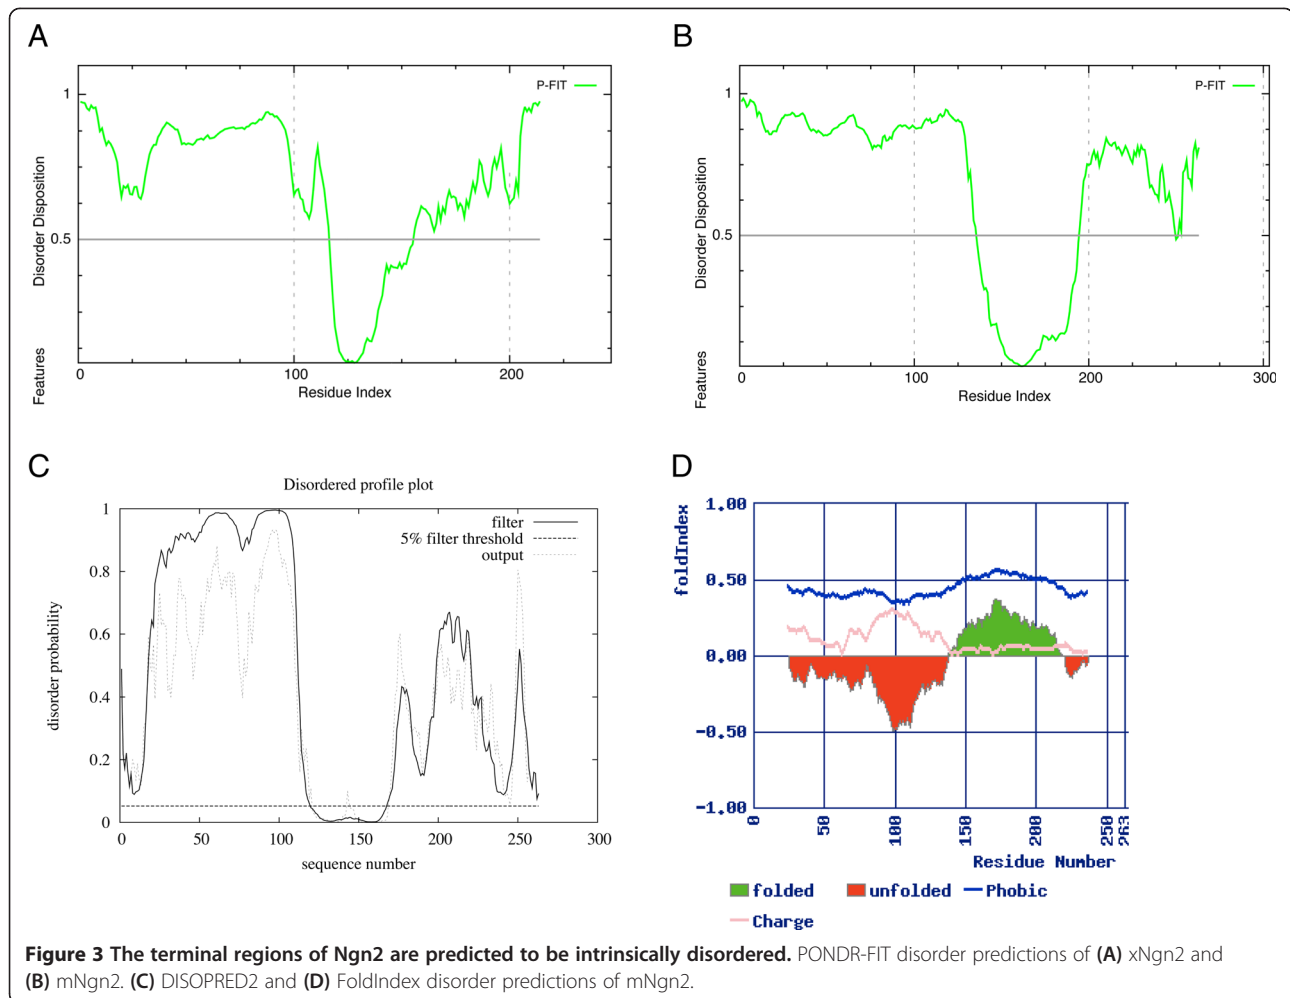 A
P-FIT
1
0.5
Disorder Disposition
Features
0
100
200
Residue Index
B
P-FIT
1
0.5
Disorder Disposition
Features
0
100
200
300
Residue Index
C
Disordered profile plot
filter
5% filter threshold
output
1
0.8
0.6
0.4
0.2
0
disorder probability
0
50
100
150
200
250
300
sequence number
D
foldIndex
1.00
0.50
0.00
-0.50
-1.00
0
50
100
150
200
250
263
Residue Number
folded
unfolded
Phobic
Charge
Figure 3 The terminal regions of Ngn2 are predicted to be intrinsically disordered. PONDR-FIT disorder predictions of (A) xNgn2 and
(B) mNgn2. (C) DISOPRED2 and (D) FoldIndex disorder predictions of mNgn2.